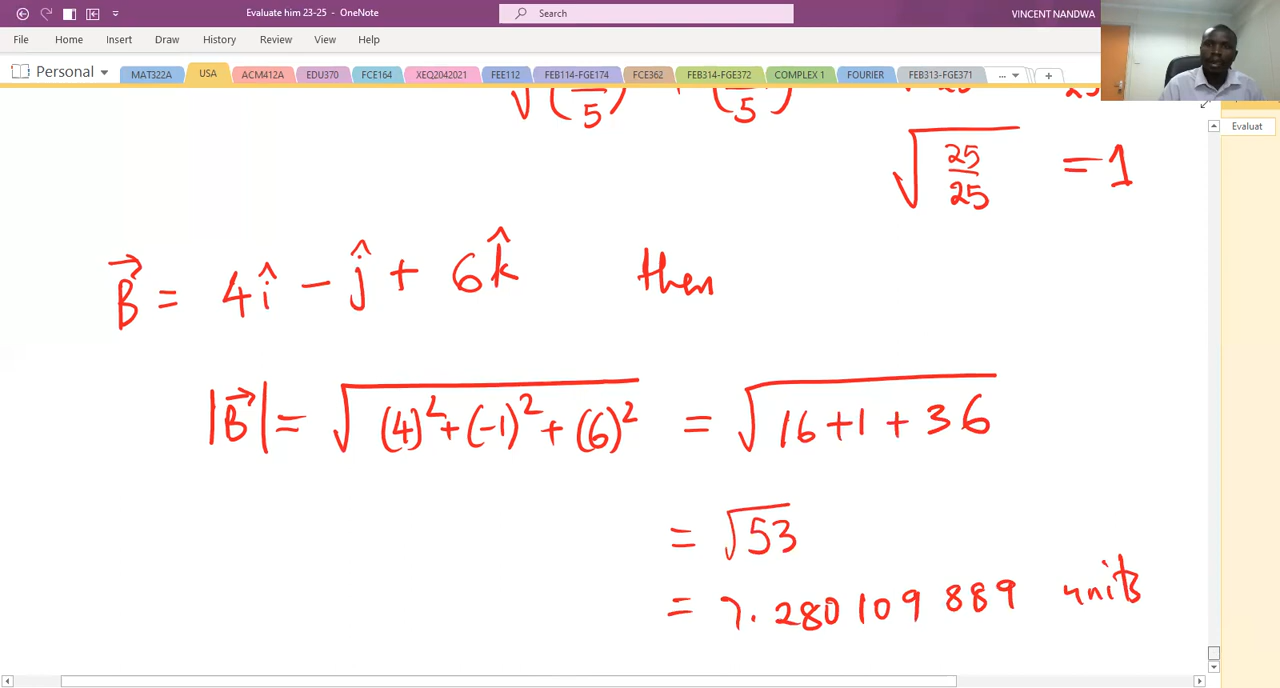 Evaluate him 23-25 - OneNote
Search
VINCENT NANDWA
File Home Insert Draw History Review View Help
Personal MAT322A USA ACM412A EDU370 FCE164 XEQ2042021 FEE112 FEB114-FGE174 FCE362 FEB314-FGE372 COMPLEX 1 FOURIER FEB313-FGE371 ... +
Evaluat
√(25/25) = 1
B⃗ = 4î − ĵ + 6k̂ then
|B⃗| = √((4)² + (-1)² + (6)²) = √(16 + 1 + 36)
= √53
= 7.280109889 units